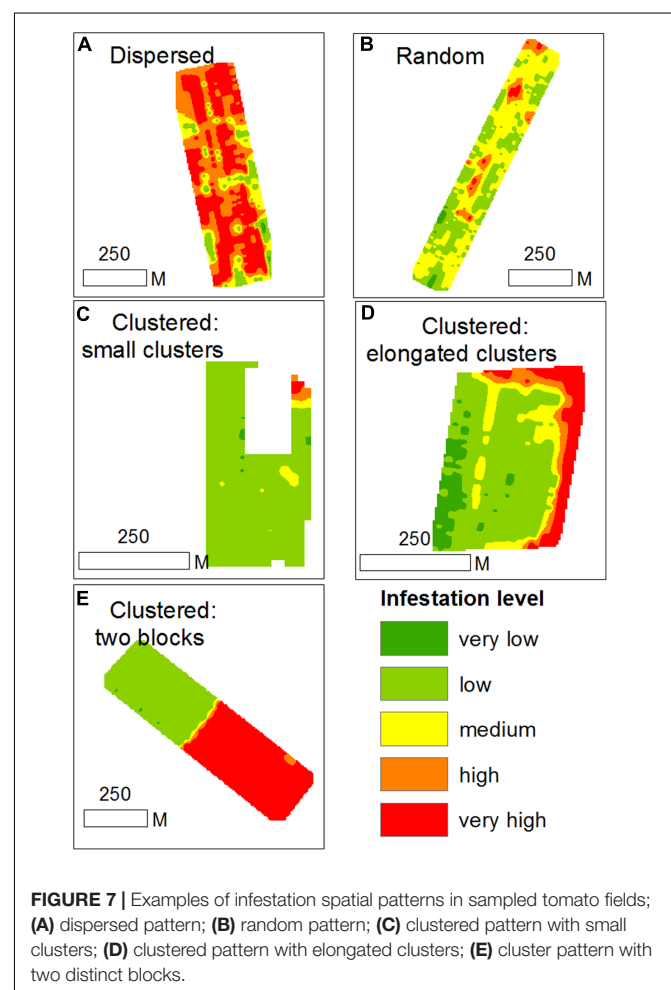 A
Dispersed
250
M
B
Random
250
M
C
Clustered:
small clusters
250
M
D
Clustered:
elongated clusters
250
M
E
Clustered:
two blocks
250
M
Infestation level
very low
low
medium
high
very high
FIGURE 7 | Examples of infestation spatial patterns in sampled tomato fields;
(A) dispersed pattern; (B) random pattern; (C) clustered pattern with small
clusters; (D) clustered pattern with elongated clusters; (E) cluster pattern with
two distinct blocks.